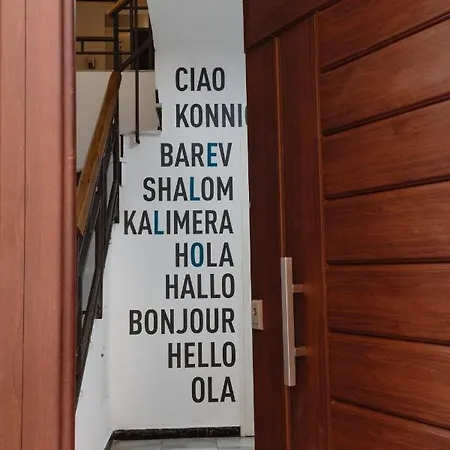 CIAO
KONNI
BAREV
SHALOM
KALIMERA
HOLA
HALLO
BONJOUR
HELLO
OLA